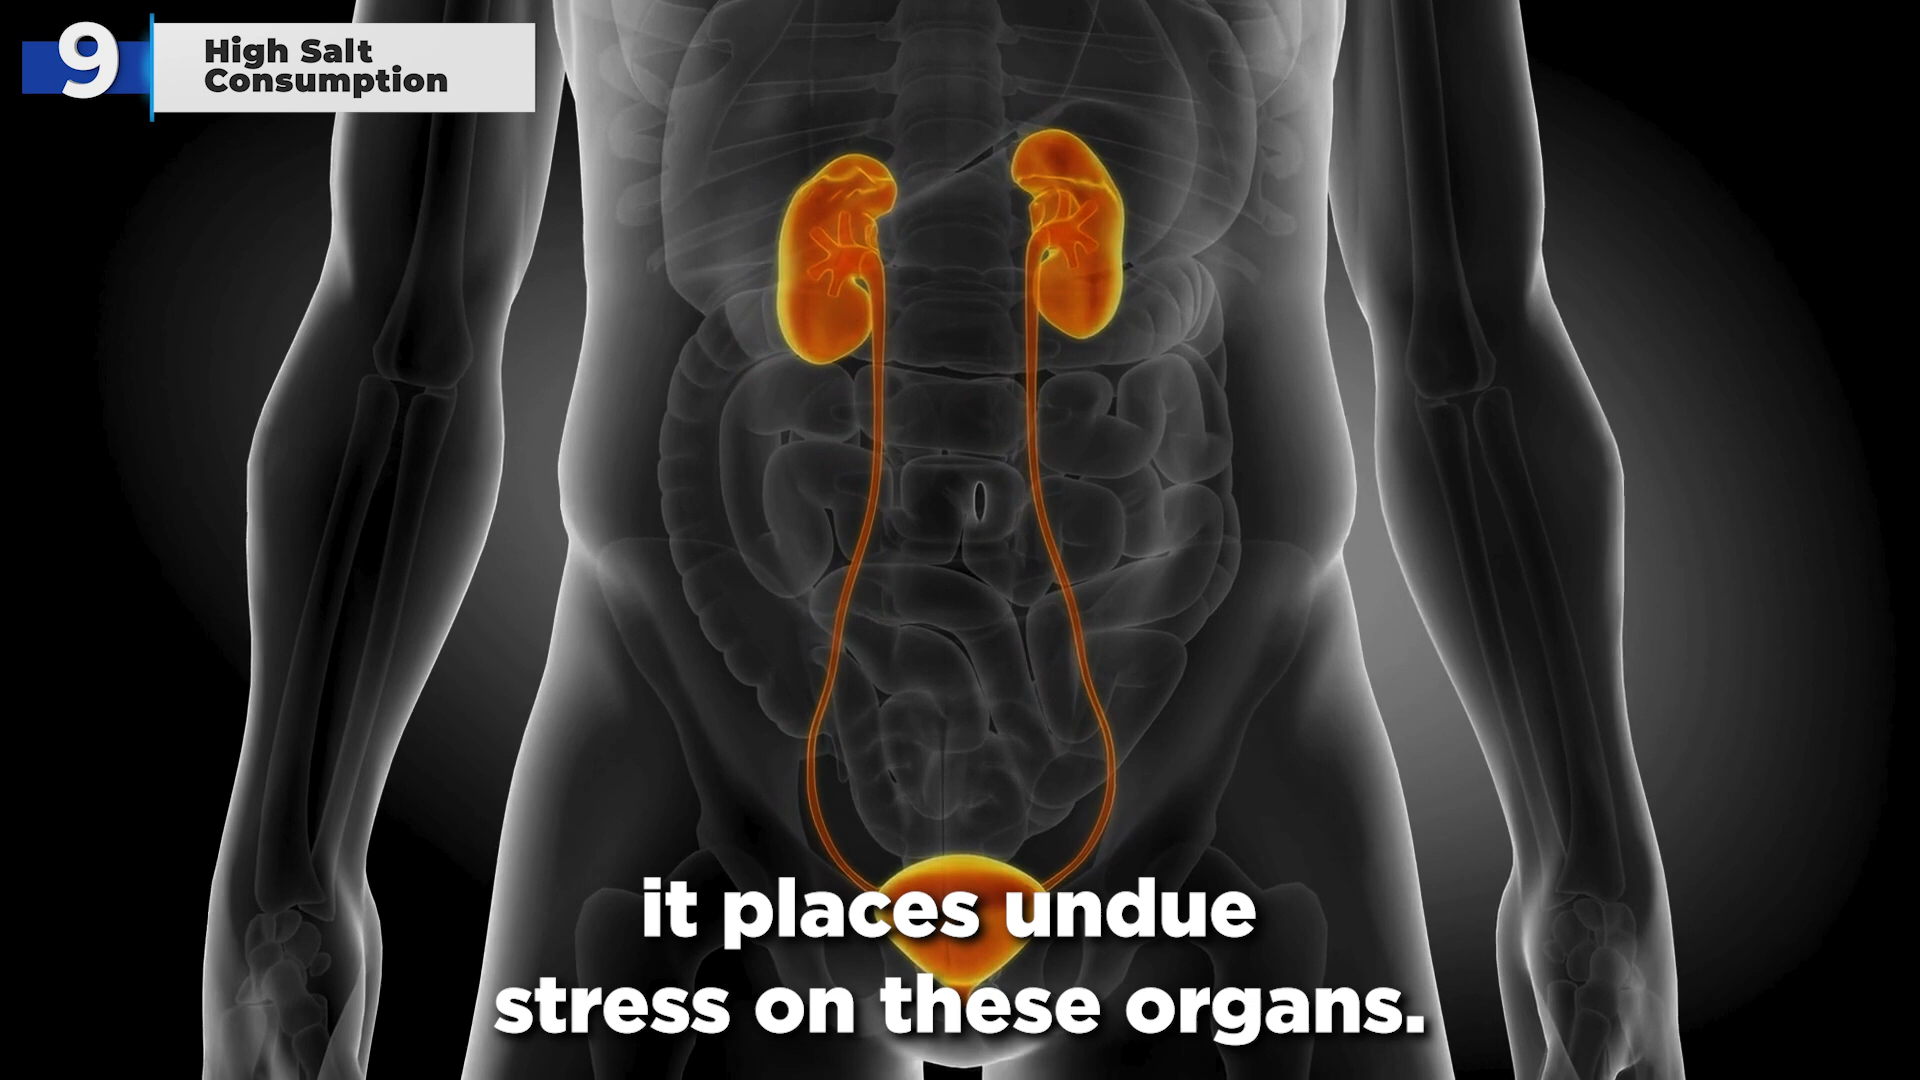 9
High Salt
Consumption
it places undue
stress on these organs.